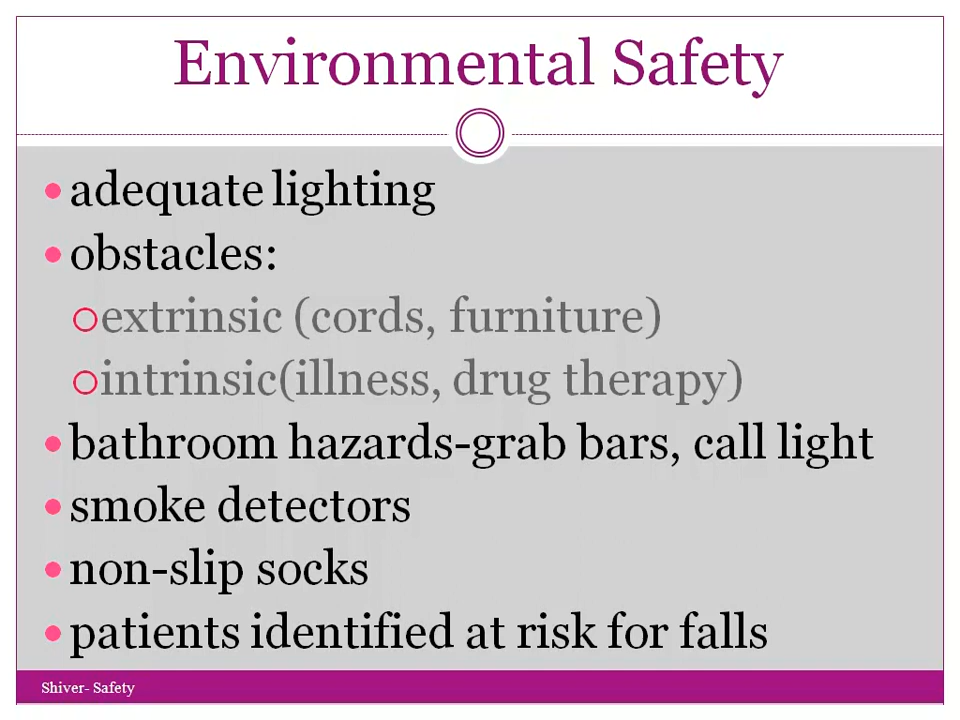 Environmental Safety
adequate lighting
obstacles:
extrinsic (cords, furniture)
intrinsic(illness, drug therapy)
bathroom hazards-grab bars, call light
smoke detectors
non-slip socks
patients identified at risk for falls
Shiver- Safety